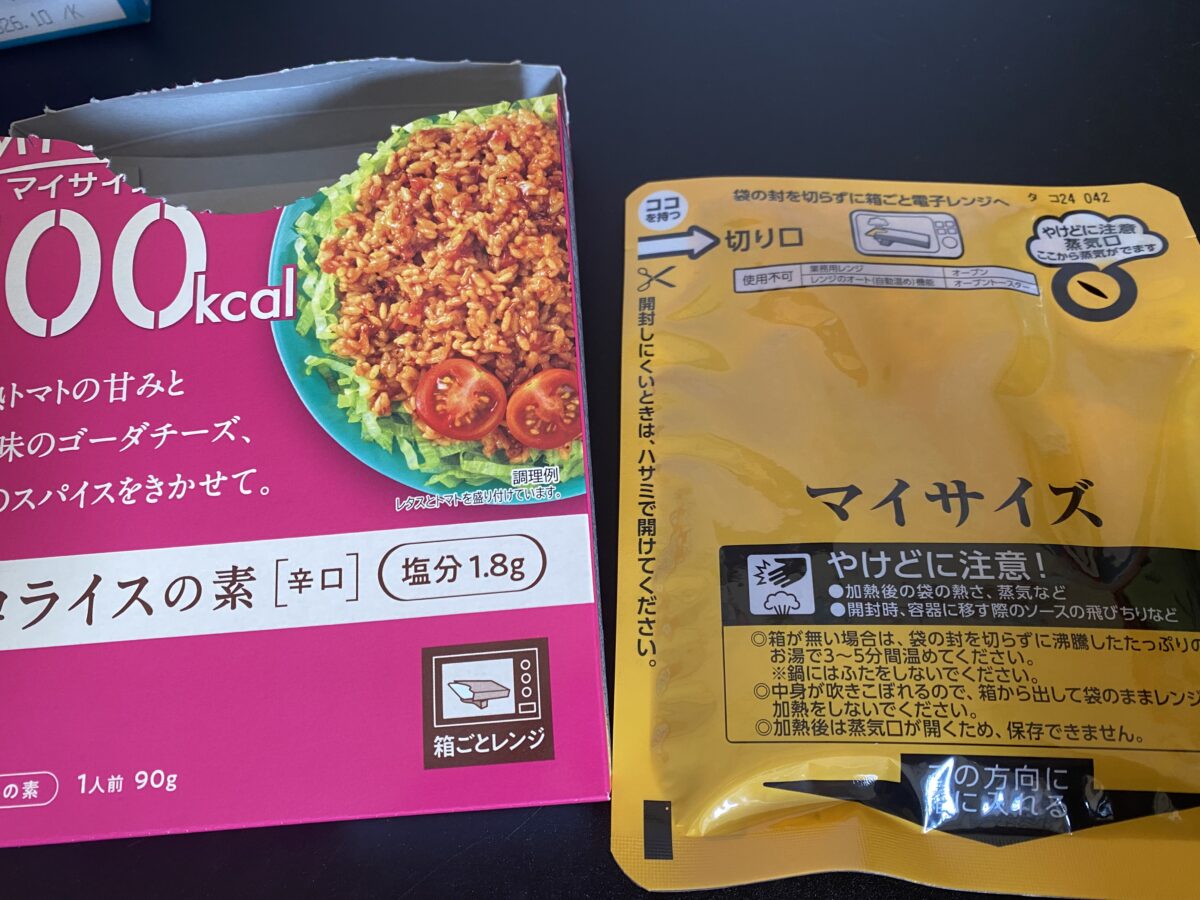 26.10 /K
マイサイ
00kcal
トマトの甘みと
味のゴーダチーズ、
のスパイスをきかせて。
調理例
レタスとトマトを盛り付けています。
ライスの素 [辛口] 塩分1.8g
箱ごとレンジ
の素 1人前 90g
ココを持つ
袋の封を切らずに箱ごと電子レンジへ
タ コ24 042
切り口
使用不可
業務用レンジ
オーブン
レンジのオート(自動温め)機能
オーブントースター
やけどに注意
蒸気口
ここから蒸気がでます
開封しにくいときは、ハサミで開けてください。
マイサイズ
やけどに注意!
●加熱後の袋の熱さ、蒸気など
●開封時、容器に移す際のソースの飛びちりなど
◎箱が無い場合は、袋の封を切らずに沸騰したたっぷりの
お湯で3~5分間温めてください。
※鍋にはふたをしないでください。
◎中身が吹きこぼれるので、箱から出して袋のままレンジ
加熱をしないでください。
◎加熱後は蒸気口が開くため、保存できません。
の方向に
に入れる